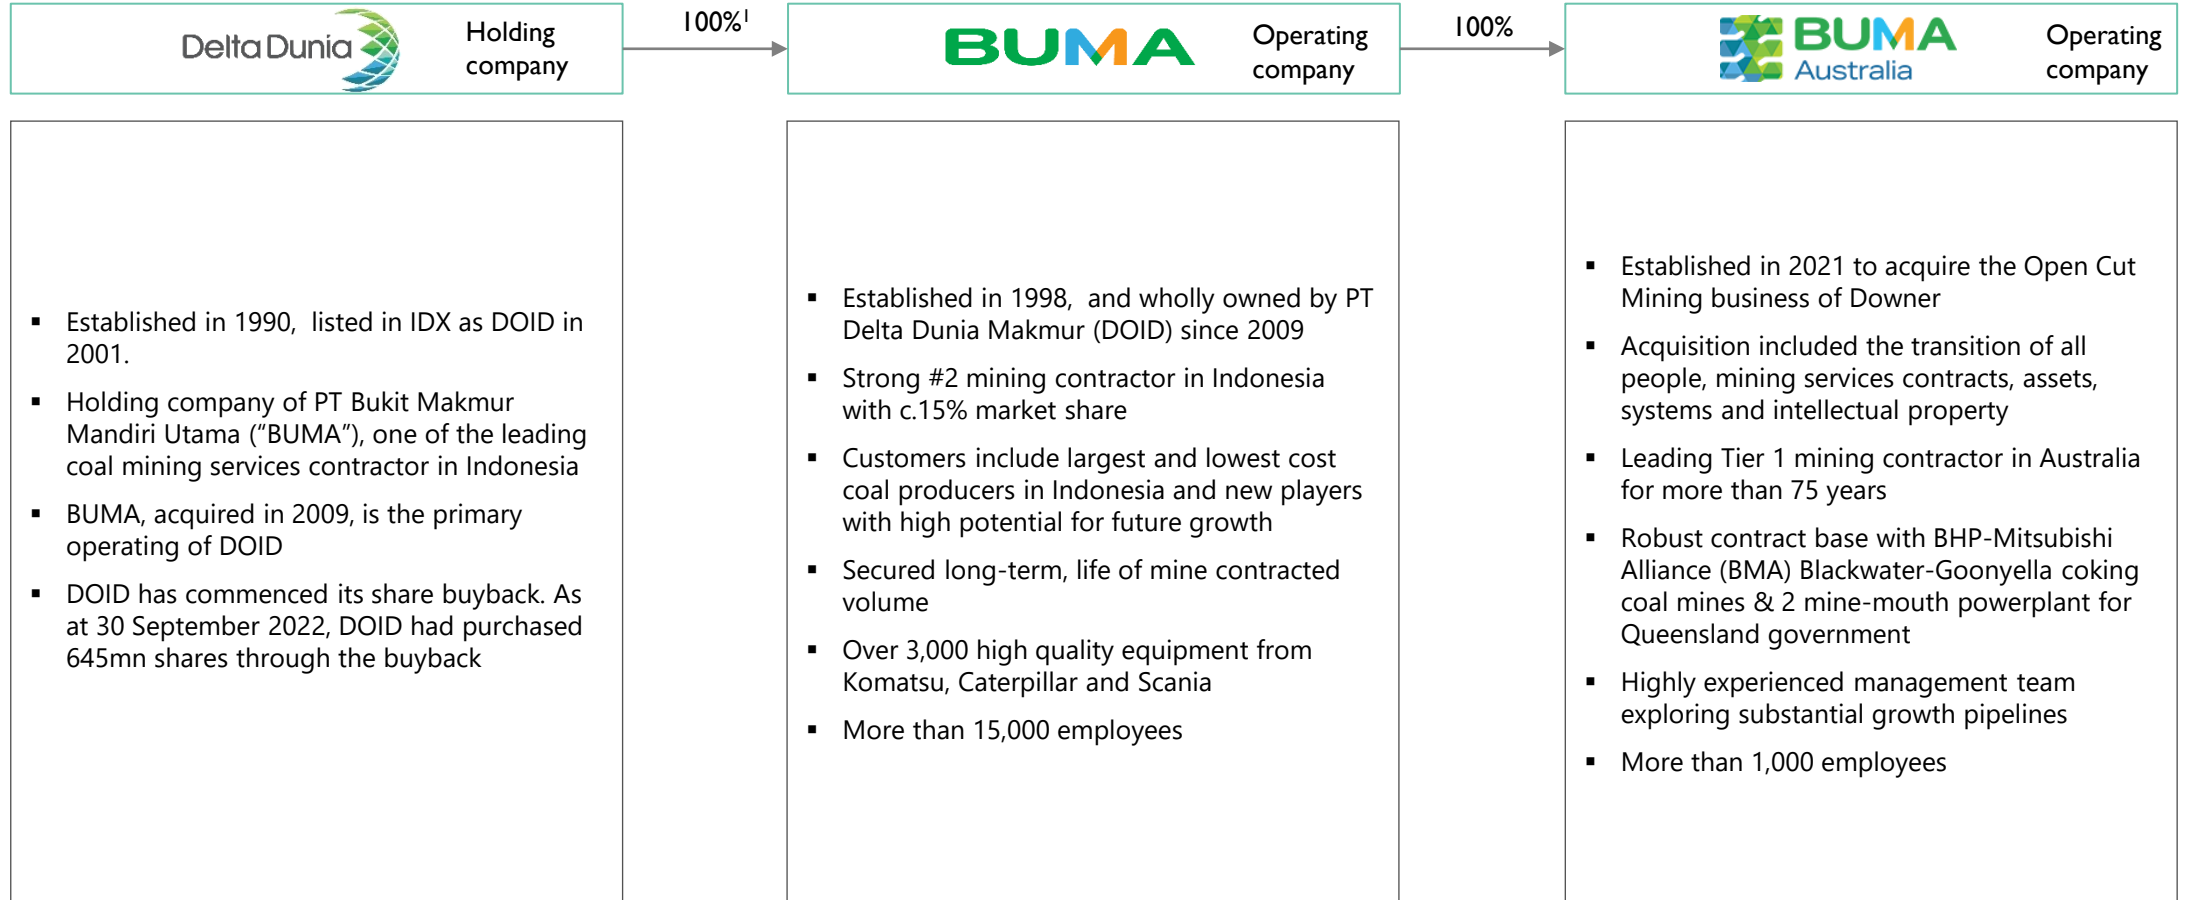 Delta Dunia
Holding
company
100%¹
BUMA
Operating
company
100%
BUMA
Australia
Operating
company
▪ Established in 1990,  listed in IDX as DOID in
2001.
▪ Holding company of PT Bukit Makmur
Mandiri Utama (“BUMA”), one of the leading
coal mining services contractor in Indonesia
▪ BUMA, acquired in 2009, is the primary
operating of DOID
▪ DOID has commenced its share buyback. As
at 30 September 2022, DOID had purchased
645mn shares through the buyback
▪ Established in 1998,  and wholly owned by PT
Delta Dunia Makmur (DOID) since 2009
▪ Strong #2 mining contractor in Indonesia
with c.15% market share
▪ Customers include largest and lowest cost
coal producers in Indonesia and new players
with high potential for future growth
▪ Secured long-term, life of mine contracted
volume
▪ Over 3,000 high quality equipment from
Komatsu, Caterpillar and Scania
▪ More than 15,000 employees
▪ Established in 2021 to acquire the Open Cut
Mining business of Downer
▪ Acquisition included the transition of all
people, mining services contracts, assets,
systems and intellectual property
▪ Leading Tier 1 mining contractor in Australia
for more than 75 years
▪ Robust contract base with BHP-Mitsubishi
Alliance (BMA) Blackwater-Goonyella coking
coal mines & 2 mine-mouth powerplant for
Queensland government
▪ Highly experienced management team
exploring substantial growth pipelines
▪ More than 1,000 employees